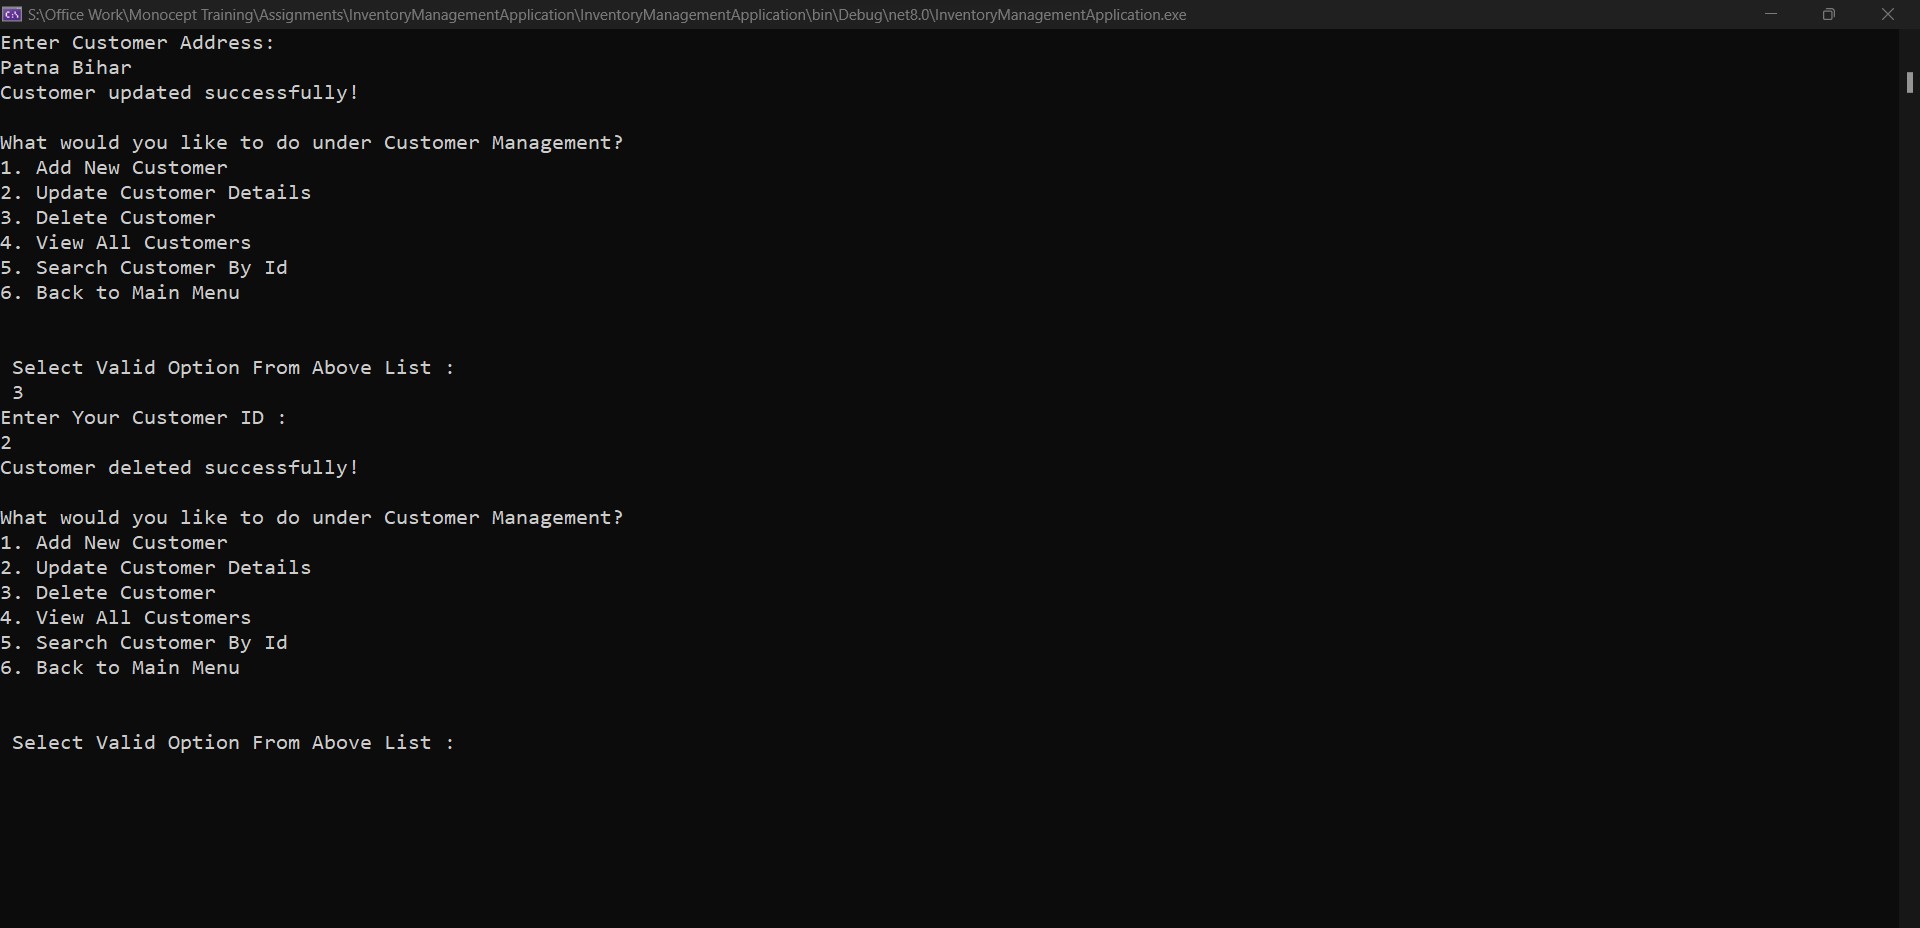 S:\Office Work\Monocept Training\Assignments\InventoryManagementApplication\InventoryManagementApplication\bin\Debug\net8.0\InventoryManagementApplication.exe
Enter Customer Address:
Patna Bihar
Customer updated successfully!
What would you like to do under Customer Management?
1. Add New Customer
2. Update Customer Details
3. Delete Customer
4. View All Customers
5. Search Customer By Id
6. Back to Main Menu
Select Valid Option From Above List :
3
Enter Your Customer ID :
2
Customer deleted successfully!
What would you like to do under Customer Management?
1. Add New Customer
2. Update Customer Details
3. Delete Customer
4. View All Customers
5. Search Customer By Id
6. Back to Main Menu
Select Valid Option From Above List :